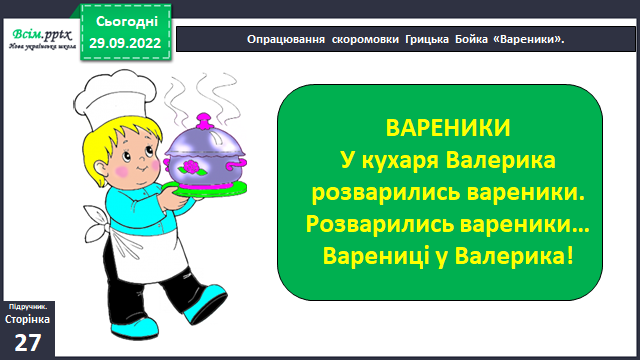 Всім.pptx
Нова українська школа
Сьогодні
29.09.2022
Опрацювання скоромовки Грицька Бойка «Вареники».
ВАРЕНИКИ
У кухаря Валерика
розварились вареники.
Розварились вареники...
Варениці у Валерика!
Підручник.
Сторінка
27